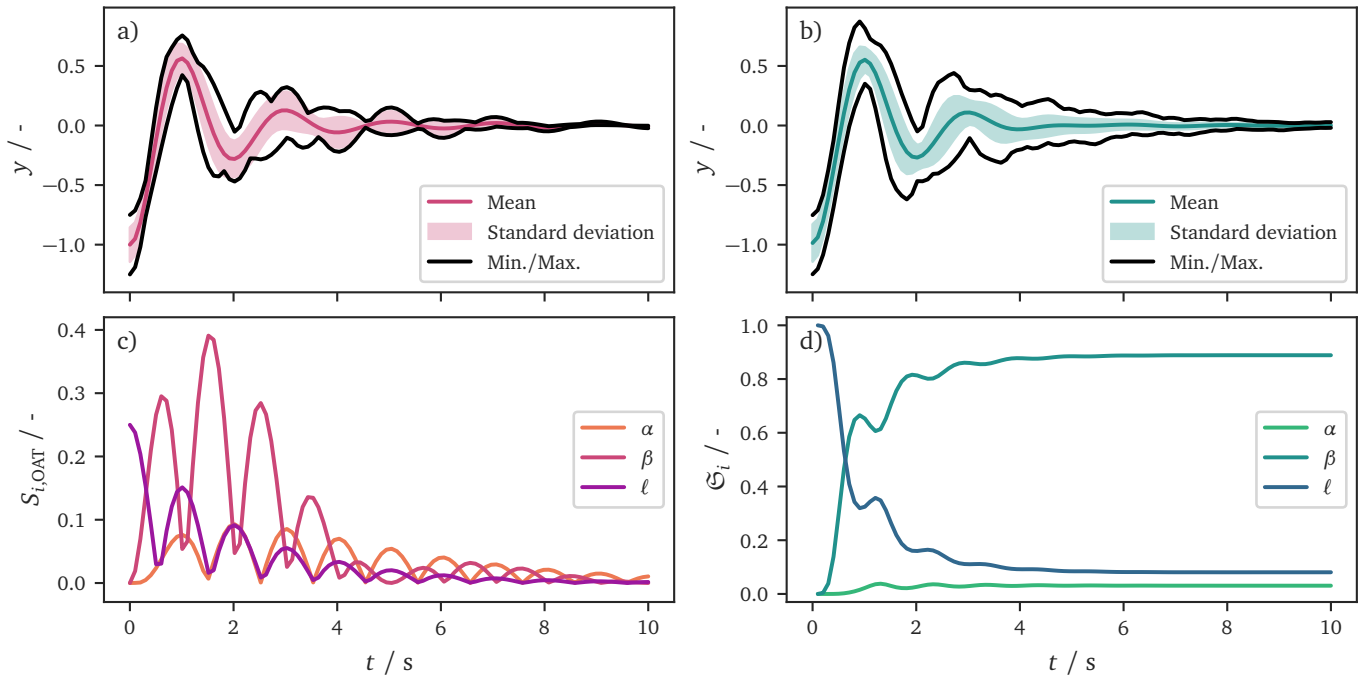 a)
0.5
0.0
−0.5
−1.0
y / -
Mean
Standard deviation
Min./Max.
b)
0.5
0.0
−0.5
−1.0
y / -
Mean
Standard deviation
Min./Max.
c)
0.4
0.3
0.2
0.1
0.0
S_{i,OAT} / -
α
β
ℓ
0 2 4 6 8 10
t / s
d)
1.0
0.8
0.6
0.4
0.2
0.0
𝔖_i / -
α
β
ℓ
0 2 4 6 8 10
t / s